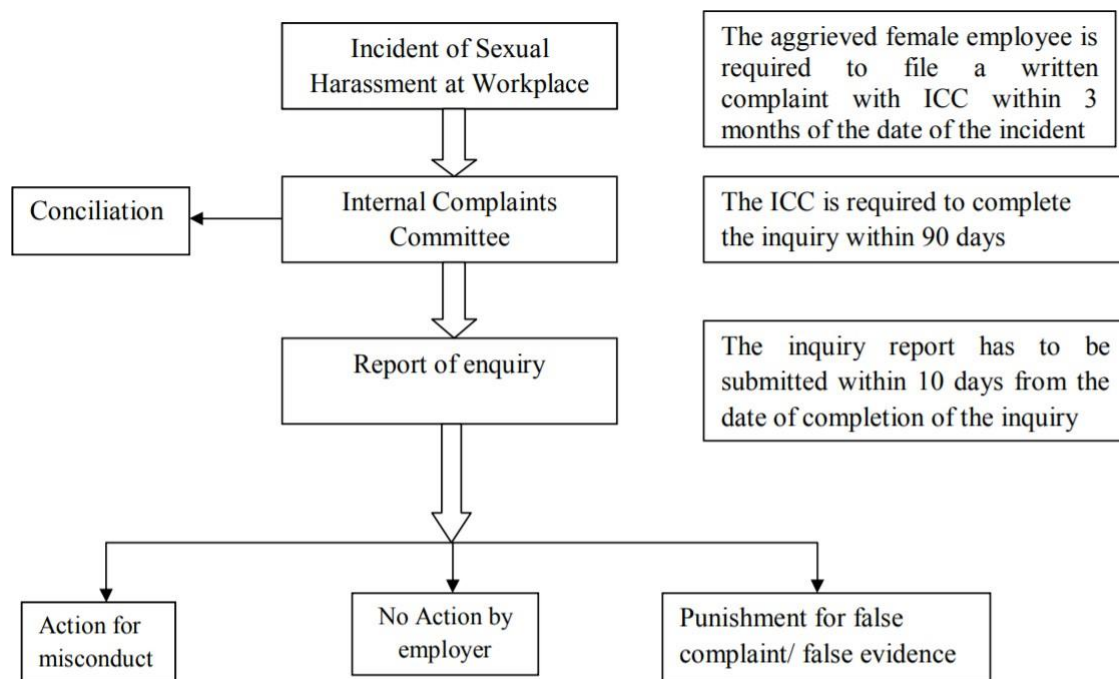 Incident of Sexual
Harassment at Workplace
The aggrieved female employee is
required to file a written
complaint with ICC within 3
months of the date of the incident
Conciliation
Internal Complaints
Committee
The ICC is required to complete
the inquiry within 90 days
Report of enquiry
The inquiry report has to be
submitted within 10 days from the
date of completion of the inquiry
Action for
misconduct
No Action by
employer
Punishment for false
complaint/ false evidence